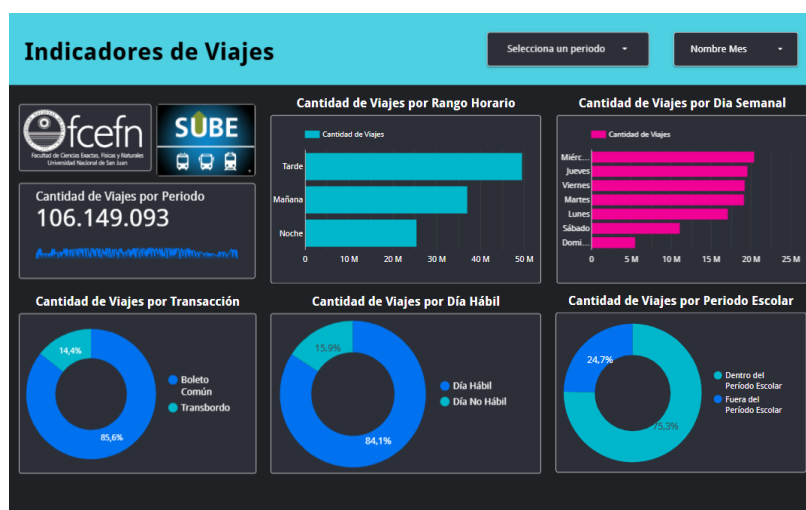 Indicadores de Viajes
Selecciona un periodo
Nombre Mes
fcefn
Facultad de Ciencias Exactas, Físicas y Naturales
Universidad Nacional de San Juan
SUBE
Cantidad de Viajes por Periodo
106.149.093
Cantidad de Viajes por Rango Horario
Cantidad de Viajes
Tarde
Mañana
Noche
0 10 M 20 M 30 M 40 M 50 M
Cantidad de Viajes por Dia Semanal
Cantidad de Viajes
Miérc...
Jueves
Viernes
Martes
Lunes
Sábado
Domi...
0 5 M 10 M 15 M 20 M 25 M
Cantidad de Viajes por Transacción
14,4%
85,6%
Boleto
Común
Transbordo
Cantidad de Viajes por Día Hábil
15,9%
84,1%
Día Hábil
Día No Hábil
Cantidad de Viajes por Periodo Escolar
24,7%
75,3%
Dentro del
Período Escolar
Fuera del
Período Escolar